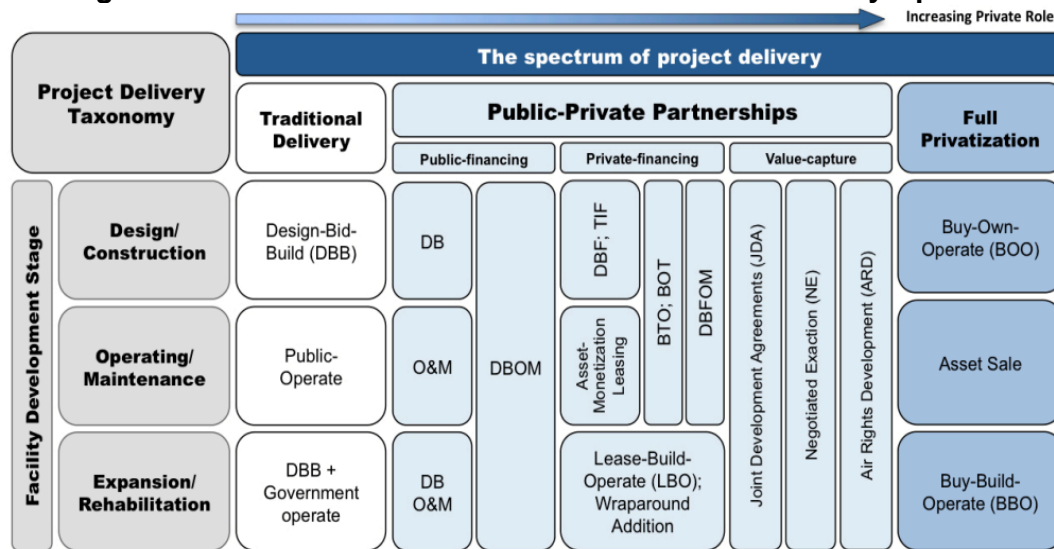 Increasing Private Role
Project Delivery
Taxonomy
The spectrum of project delivery
Traditional
Delivery
Public-Private Partnerships
Full
Privatization
Public-financing
Private-financing
Value-capture
Facility Development Stage
Design/
Construction
Design-Bid-
Build (DBB)
DB
DBOM
DBF; TIF
BTO; BOT
DBFOM
Joint Development Agreements (JDA)
Negotiated Exaction (NE)
Air Rights Development (ARD)
Buy-Own-
Operate (BOO)
Operating/
Maintenance
Public-
Operate
O&M
Asset-
Monetization
Leasing
Asset Sale
Expansion/
Rehabilitation
DBB +
Government
operate
DB
O&M
Lease-Build-
Operate (LBO);
Wraparound
Addition
Buy-Build-
Operate (BBO)